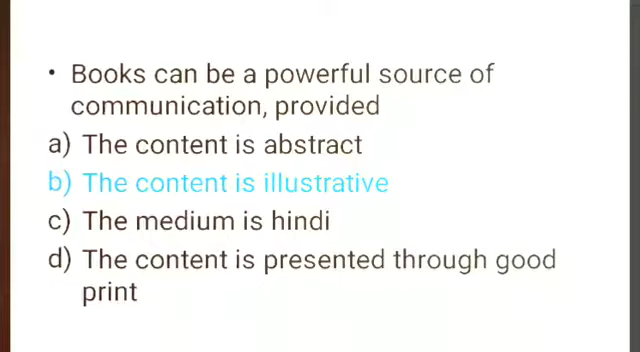 • Books can be a powerful source of
communication, provided
a) The content is abstract
b) The content is illustrative
c) The medium is hindi
d) The content is presented through good
print